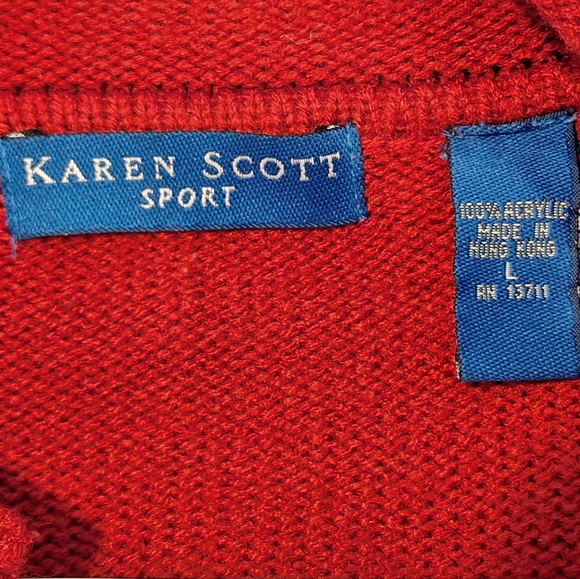 KAREN SCOTT
SPORT
100% ACRYLIC
MADE IN
HONG KONG
L
RN 13711